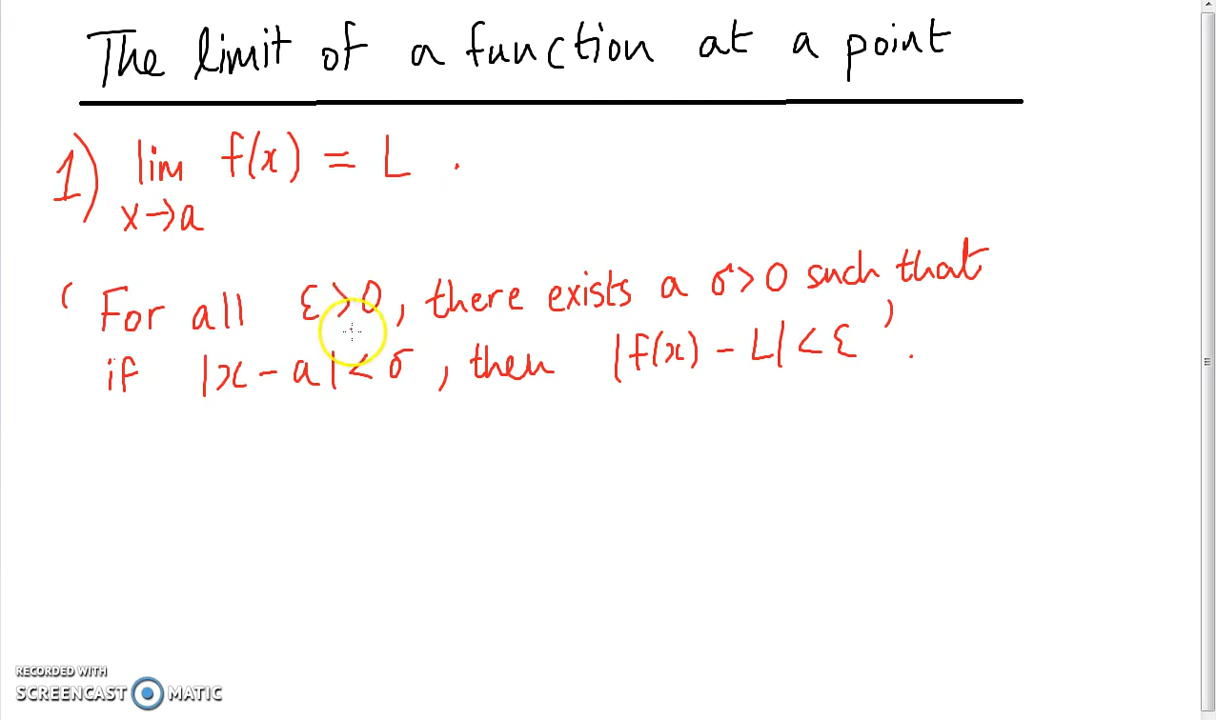 The limit of a function at a point
1) lim f(x) = L .
x→a
‘ For all ε>0, there exists a σ>0 such that
if |x - a|<σ, then |f(x) - L|<ε ’ .
RECORDED WITH
SCREENCAST MATIC